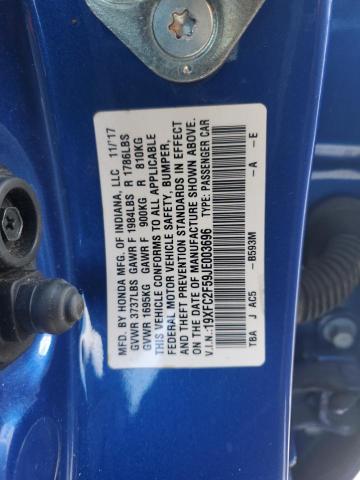 MFD. BY HONDA MFG. OF INDIANA, LLC 11/17
GVWR 3737LBS GAWR F 1984LBS R 1786LBS
GVWR 1695KG GAWR F 900KG R 810KG
THIS VEHICLE CONFORMS TO ALL APPLICABLE
FEDERAL MOTOR VEHICLE SAFETY, BUMPER,
AND THEFT PREVENTION STANDARDS IN EFFECT
ON THE DATE OF MANUFACTURE SHOWN ABOVE.
V.I.N.:19XFC2F59JE003696 TYPE: PASSENGER CAR
TBA J AC5 -B593M -A -E